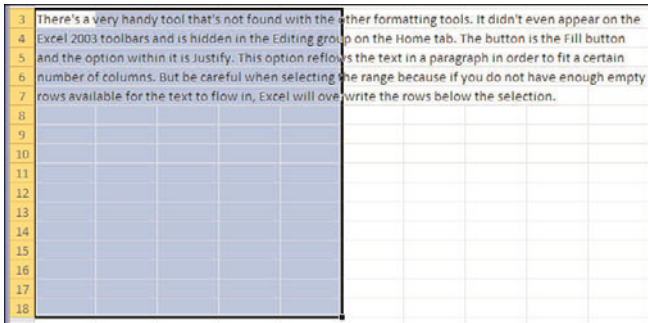 3 There's a very handy tool that's not found with the other formatting tools. It didn't even appear on the
4 Excel 2003 toolbars and is hidden in the Editing group on the Home tab. The button is the Fill button
5 and the option within it is Justify. This option reflows the text in a paragraph in order to fit a certain
6 number of columns. But be careful when selecting the range because if you do not have enough empty
7 rows available for the text to flow in, Excel will overwrite the rows below the selection.
8
9
10
11
12
13
14
15
16
17
18